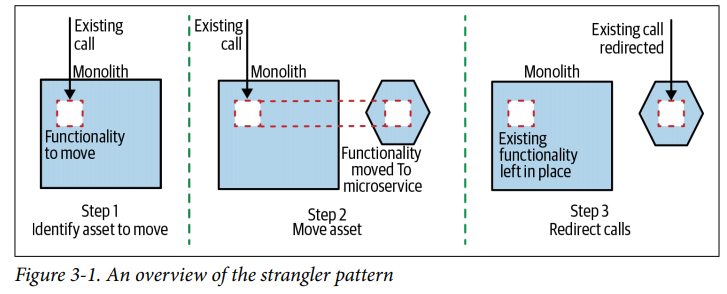 Existing
call
Monolith
Functionality
to move
Step 1
Identify asset to move
Existing
call
Monolith
Functionality
moved To
microservice
Step 2
Move asset
Existing call
redirected
Monolith
Existing
functionality
left in place
Step 3
Redirect calls
Figure 3-1. An overview of the strangler pattern